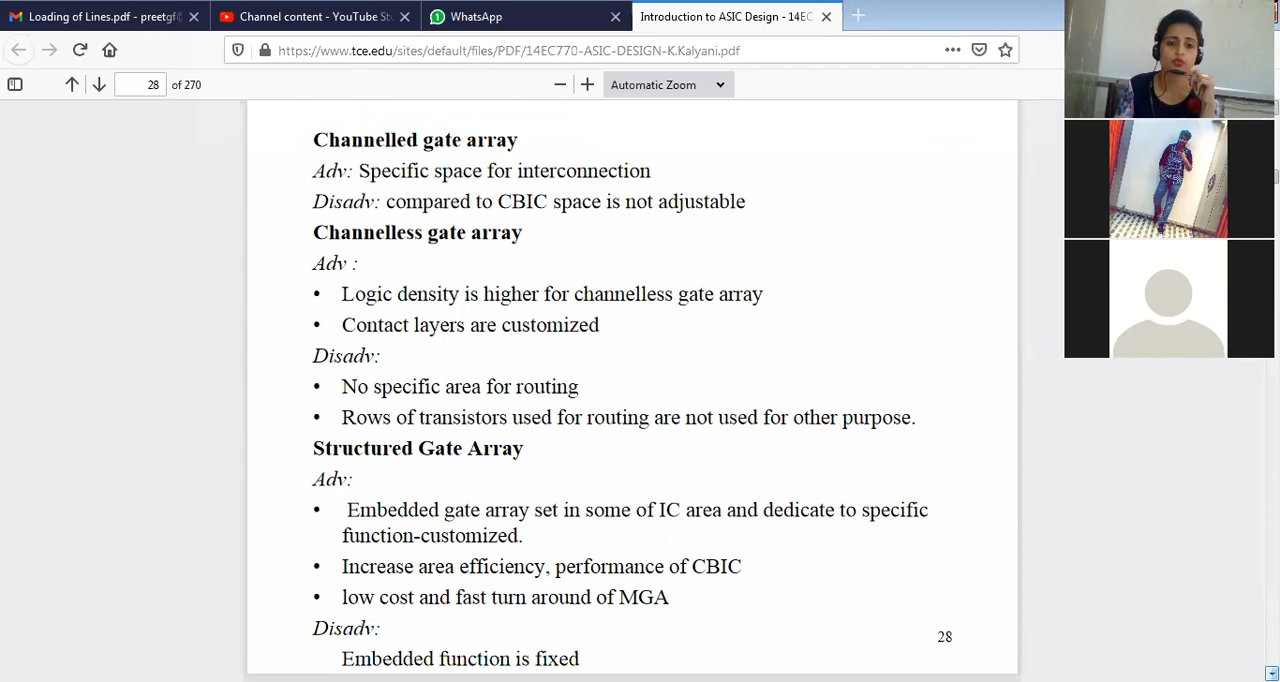 Loading of Lines.pdf - preetgf@
Channel content - YouTube St
WhatsApp
Introduction to ASIC Design - 14EC
https://www.tce.edu/sites/default/files/PDF/14EC770-ASIC-DESIGN-K.Kalyani.pdf
28 of 270
Automatic Zoom
Channelled gate array
Adv: Specific space for interconnection
Disadv: compared to CBIC space is not adjustable
Channelless gate array
Adv :
• Logic density is higher for channelless gate array
• Contact layers are customized
Disadv:
• No specific area for routing
• Rows of transistors used for routing are not used for other purpose.
Structured Gate Array
Adv:
• Embedded gate array set in some of IC area and dedicate to specific
function-customized.
• Increase area efficiency, performance of CBIC
• low cost and fast turn around of MGA
Disadv:
28
Embedded function is fixed